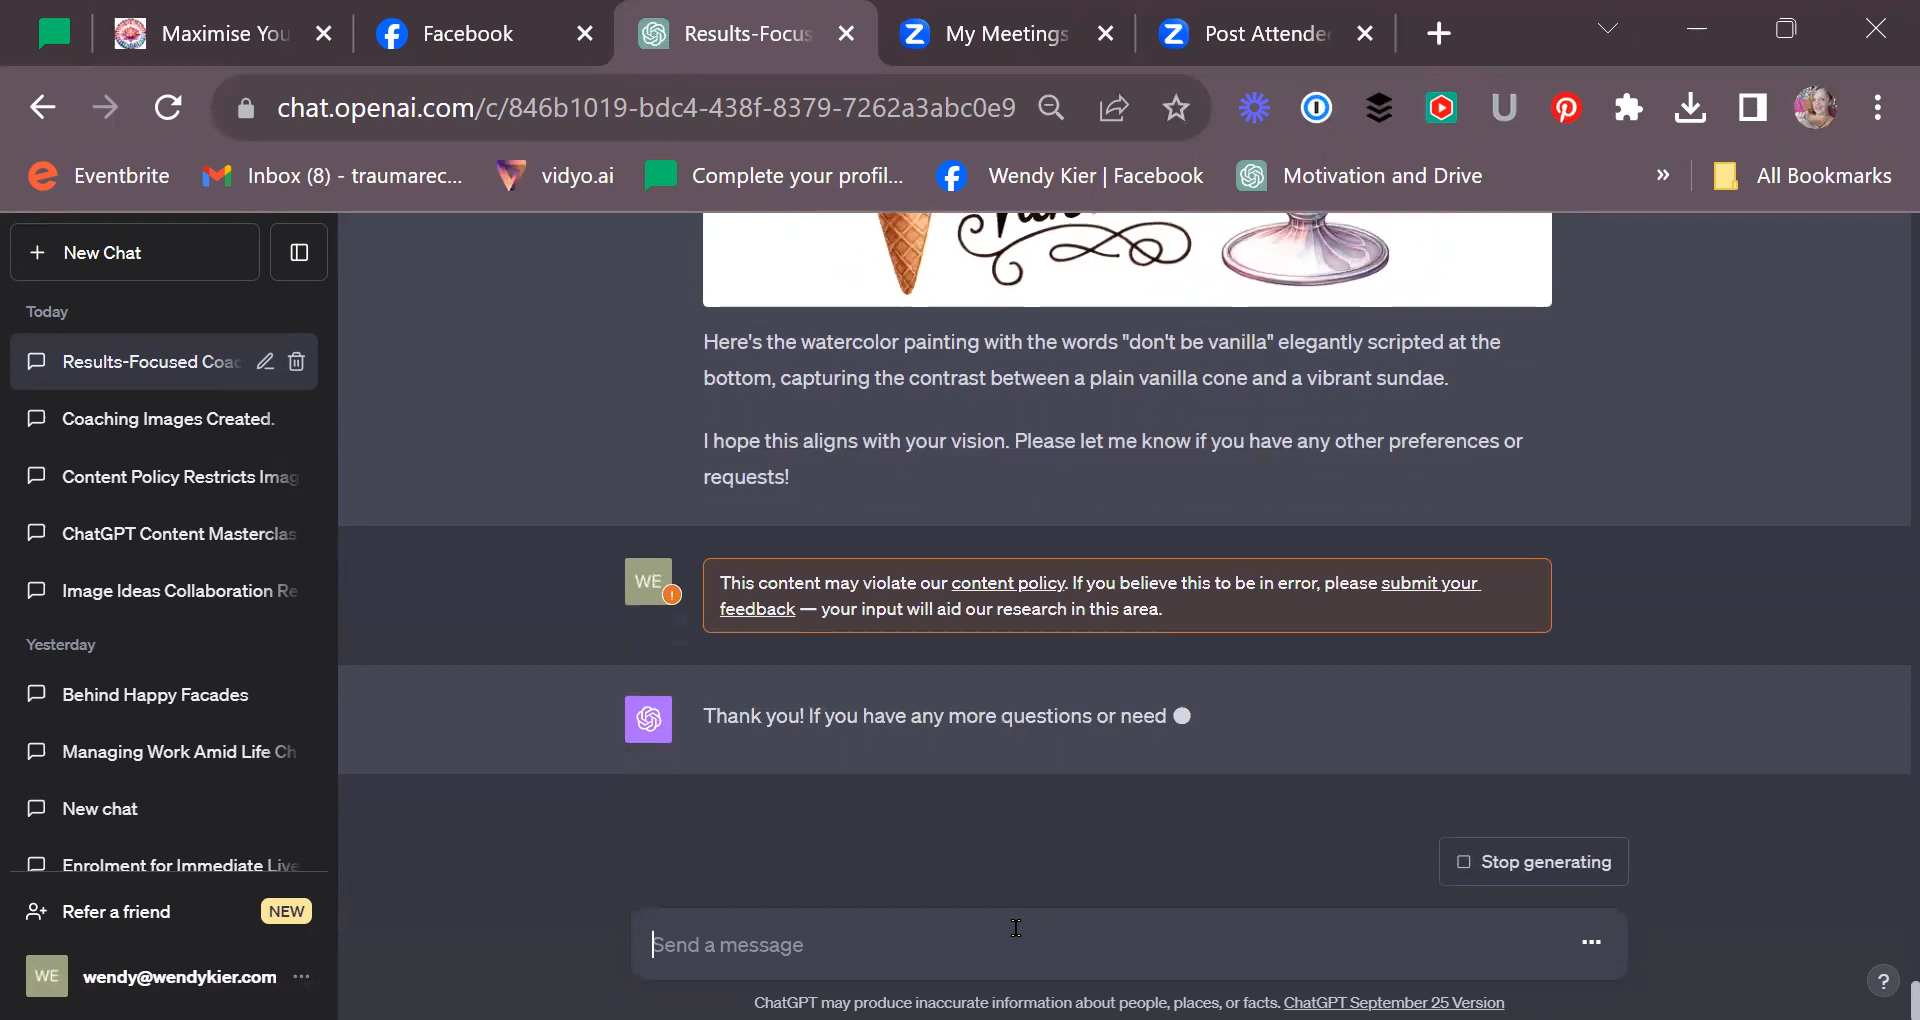 Maximise You
Facebook
Results-Focus
My Meetings
Post Attende
chat.openai.com/c/846b1019-bdc4-438f-8379-7262a3abc0e9
Eventbrite
Inbox (8) - traumarec...
vidyo.ai
Complete your profil...
Wendy Kier | Facebook
Motivation and Drive
»
All Bookmarks
+ New Chat
Today
Results-Focused Coac
Coaching Images Created.
Content Policy Restricts Imag
ChatGPT Content Masterclas
Image Ideas Collaboration Re
Yesterday
Behind Happy Facades
Managing Work Amid Life Ch
New chat
Enrolment for Immediate Live
Refer a friend
NEW
WE
wendy@wendykier.com ...
Here's the watercolor painting with the words "don't be vanilla" elegantly scripted at the
bottom, capturing the contrast between a plain vanilla cone and a vibrant sundae.
I hope this aligns with your vision. Please let me know if you have any other preferences or
requests!
WE
This content may violate our content policy. If you believe this to be in error, please submit your
feedback — your input will aid our research in this area.
Thank you! If you have any more questions or need
Stop generating
Send a message
...
ChatGPT may produce inaccurate information about people, places, or facts. ChatGPT September 25 Version
?